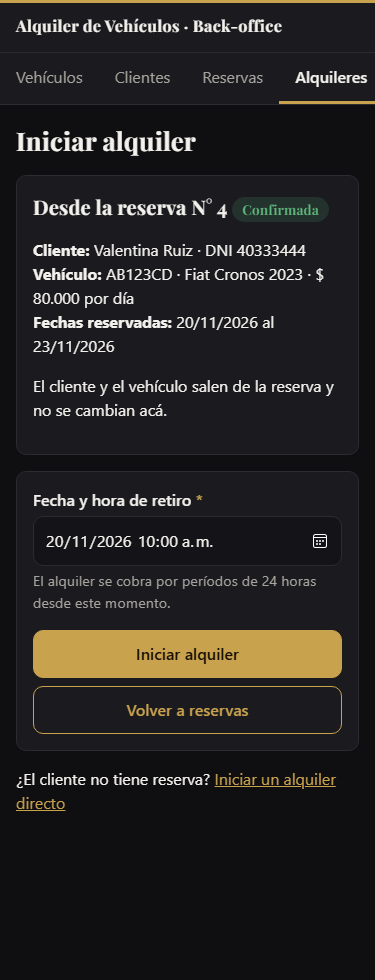 Alquiler de Vehículos · Back-office
Vehículos Clientes Reservas Alquileres
Iniciar alquiler
Desde la reserva N° 4 Confirmada
Cliente: Valentina Ruiz · DNI 40333444
Vehículo: AB123CD · Fiat Cronos 2023 · $
80.000 por día
Fechas reservadas: 20/11/2026 al
23/11/2026
El cliente y el vehículo salen de la reserva y
no se cambian acá.
Fecha y hora de retiro *
20/11/2026 10:00 a.m.
El alquiler se cobra por períodos de 24 horas
desde este momento.
Iniciar alquiler
Volver a reservas
¿El cliente no tiene reserva? Iniciar un alquiler
directo